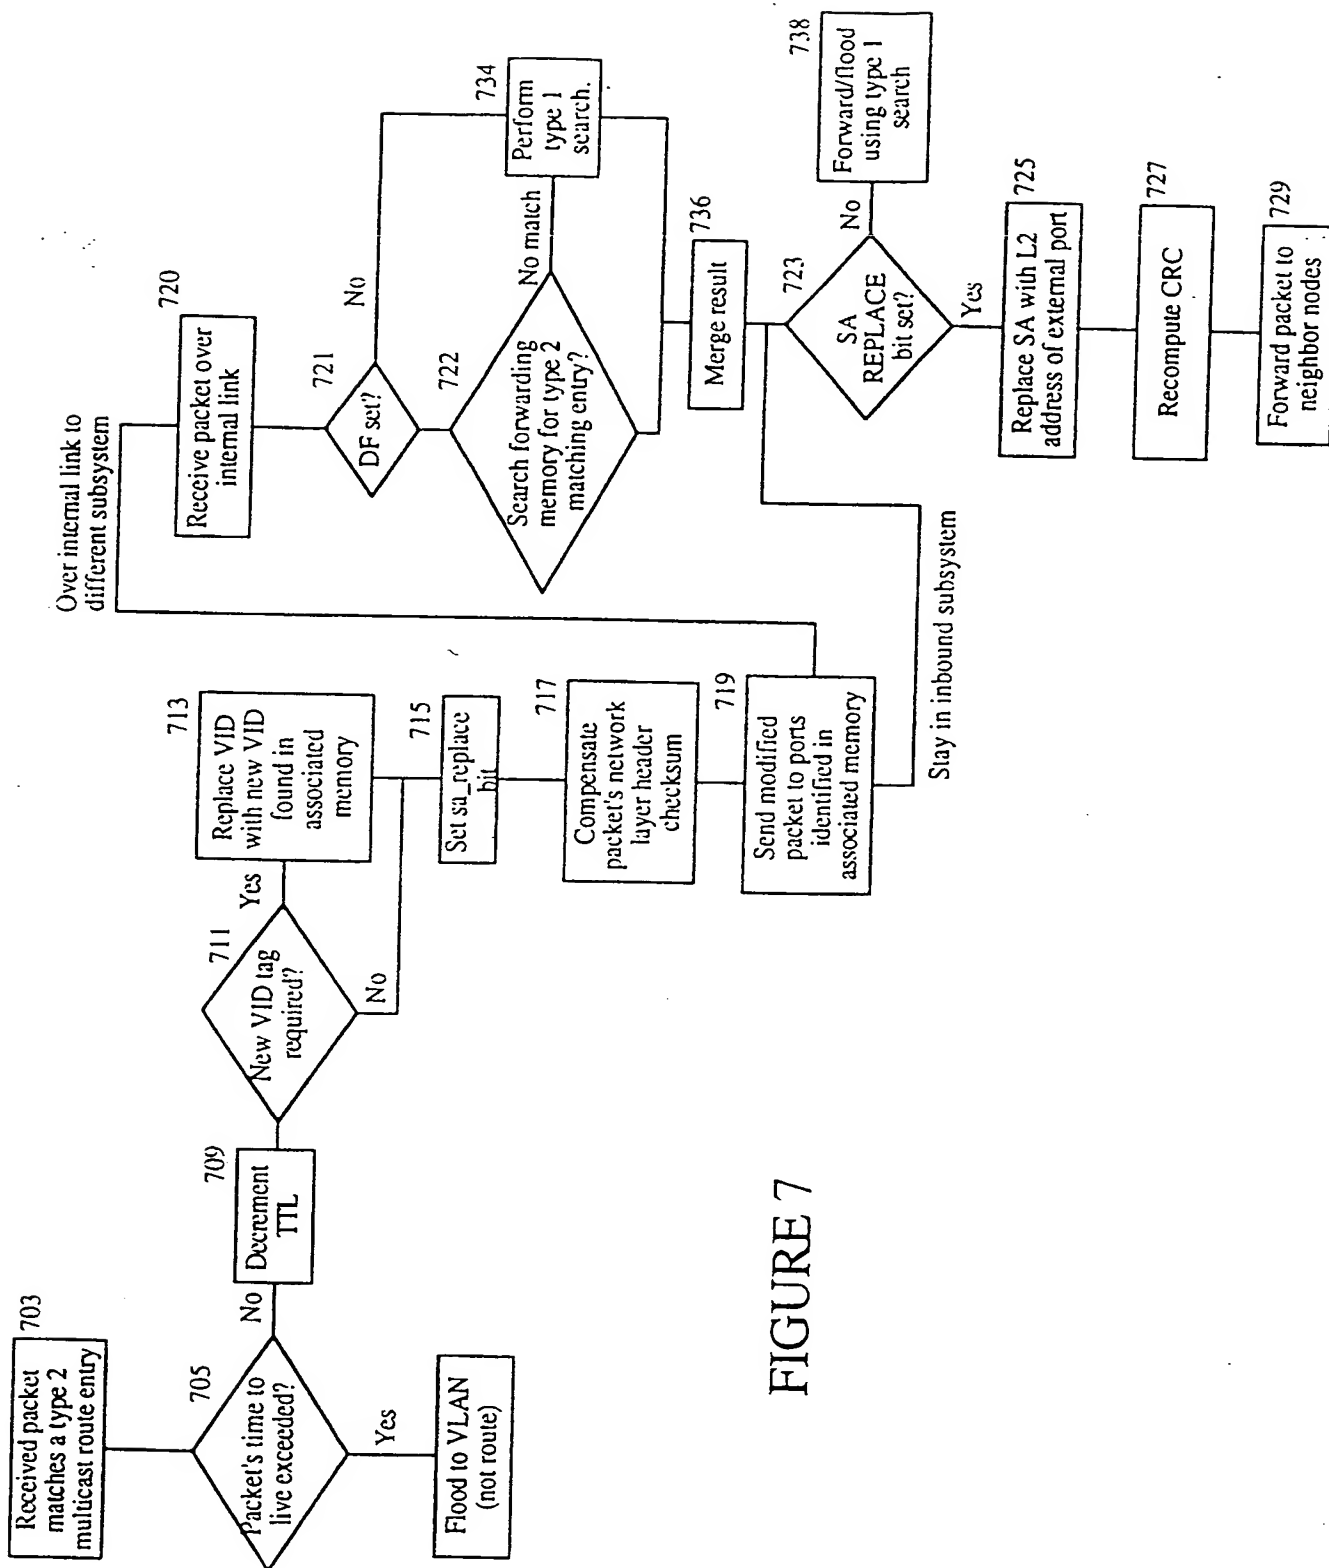 703
Received packet
matches a type 2
multicast route entry
705
Packet's time to
live exceeded?
Yes
Flood to VLAN
(not route)
No
709
Decrement
TTL
711
New VID tag
required?
Yes
No
713
Replace VID
with new VID
found in
associated
memory
715
Set sa_replace
bit
717
Compensate
packet's network
layer header
checksum
719
Send modified
packet to ports
identified in
associated memory
Over internal link to
different subsystem
Stay in inbound subsystem
720
Receive packet over
internal link
721
DF set?
No
722
Search forwarding
memory for type 2
matching entry?
No match
734
Perform
type 1
search.
736
Merge result
723
SA
REPLACE
bit set?
No
738
Forward/flood
using type 1
search
Yes
725
Replace SA with L2
address of external port
727
Recompute CRC
729
Forward packet to
neighbor nodes
FIGURE 7